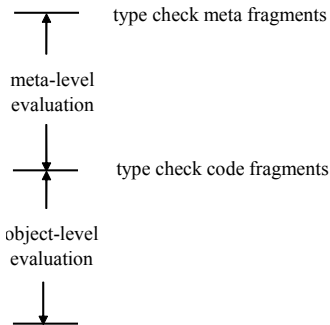 type check meta fragments
meta-level
evaluation
type check code fragments
object-level
evaluation